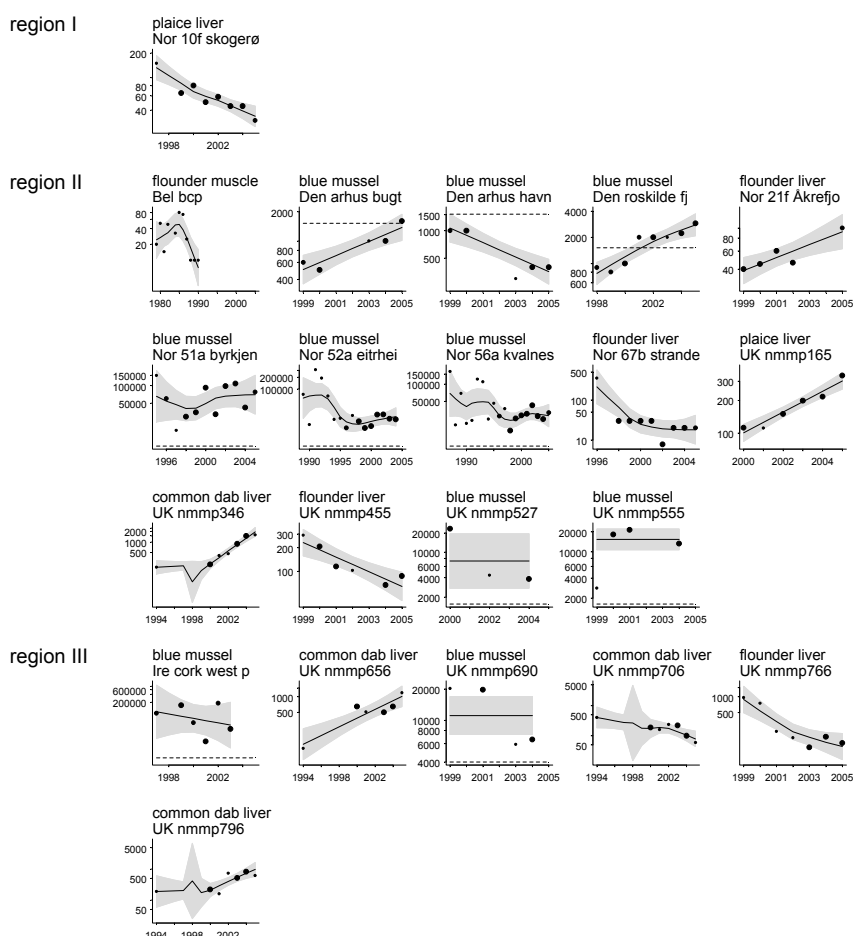 region I
plaice liver
Nor 10f skogerø
200
80
60
40
1998 2002
region II
flounder muscle
Bel bcp
80
40
20
1980 1985 1990 2000
blue mussel
Den arhus bugt
2000
800
600
400
1999 2001 2003 2005
blue mussel
Den arhus havn
1500
1000
500
1999 2001 2003 2005
blue mussel
Den roskilde fj
4000
2000
800
600
1998 2002
flounder liver
Nor 21f Åkrefjo
80
60
40
1999 2001 2003 2005
blue mussel
Nor 51a byrkjen
150000
100000
50000
1996 2000 2004
blue mussel
Nor 52a eitrhei
200000
100000
1990 1995 2000 2005
blue mussel
Nor 56a kvalnes
150000
100000
50000
1990 2000
flounder liver
Nor 67b strande
500
100
50
10
1996 2000 2004
plaice liver
UK nmmp165
300
200
100
2000 2002 2004
common dab liver
UK nmmp346
2000
1000
500
1994 1998 2002
flounder liver
UK nmmp455
300
200
100
1999 2001 2003 2005
blue mussel
UK nmmp527
20000
10000
6000
4000
2000
2000 2002 2004
blue mussel
UK nmmp555
20000
10000
6000
4000
2000
1999 2001 2003 2005
region III
blue mussel
Ire cork west p
600000
200000
1998 2002
common dab liver
UK nmmp656
1000
500
1994 1998 2002
blue mussel
UK nmmp690
20000
10000
8000
6000
4000
1999 2001 2003 2005
common dab liver
UK nmmp706
5000
500
50
1994 1998 2002
flounder liver
UK nmmp766
1000
500
1999 2001 2003 2005
common dab liver
UK nmmp796
5000
500
50
1994 1998 2002